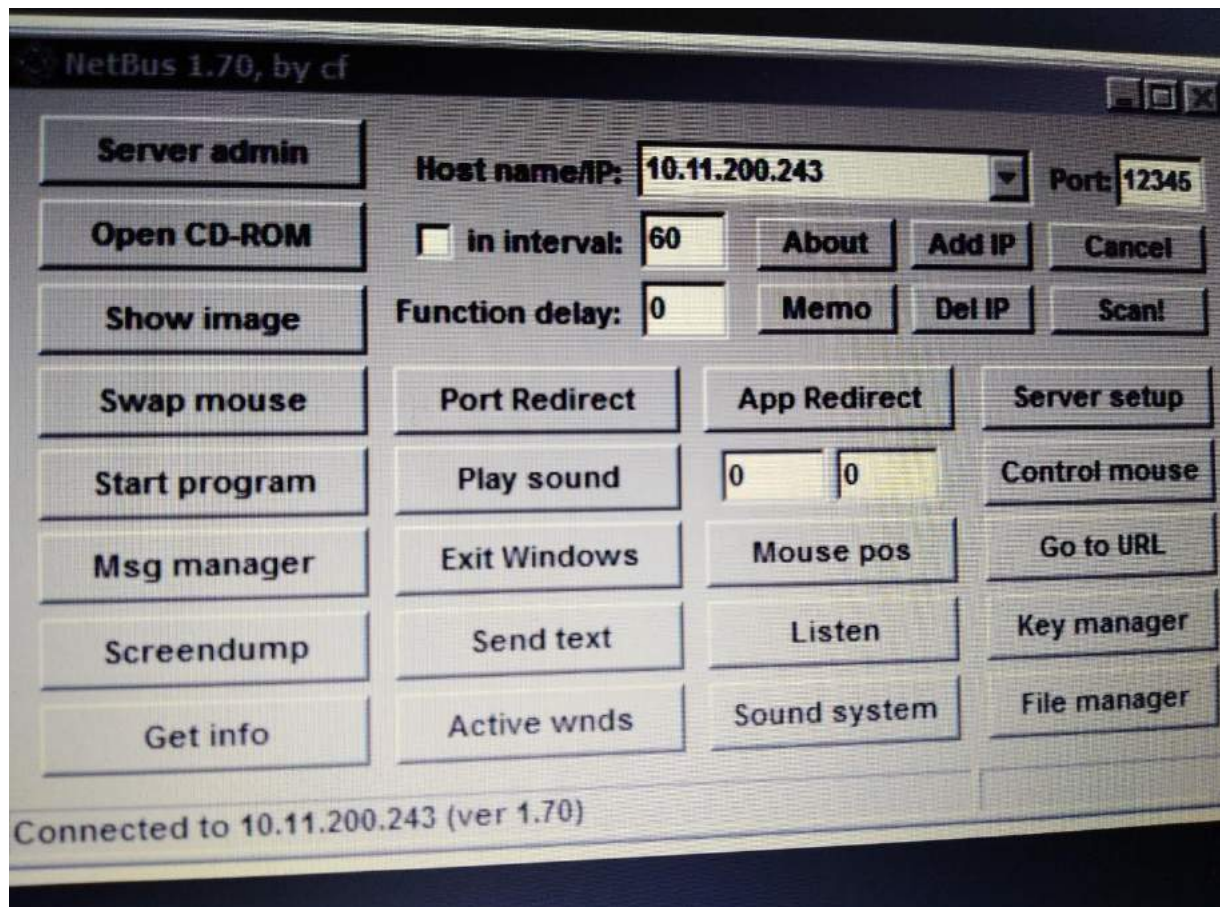 NetBus 1.70, by cf
Server admin
Host name/IP: 10.11.200.243 Port: 12345
Open CD-ROM
in interval: 60 About Add IP Cancel
Show image
Function delay: 0 Memo Del IP Scan!
Swap mouse Port Redirect App Redirect Server setup
Start program Play sound 0 0 Control mouse
Msg manager Exit Windows Mouse pos Go to URL
Screendump Send text Listen Key manager
Get info Active wnds Sound system File manager
Connected to 10.11.200.243 (ver 1.70)